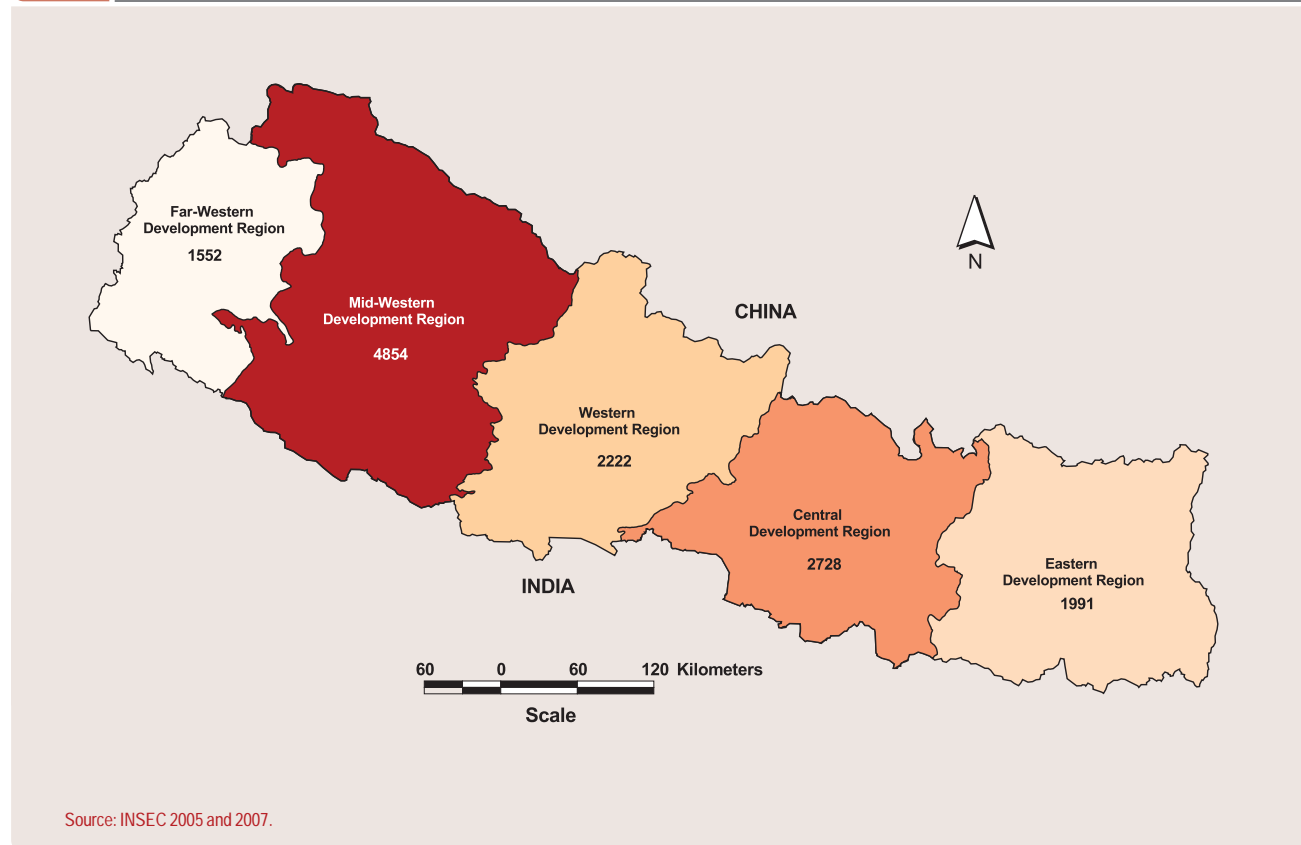 Far-Western
Development Region
1552
Mid-Western
Development Region
4854
N
CHINA
Western
Development Region
2222
Central
Development Region
2728
Eastern
Development Region
1991
INDIA
60 0 60 120 Kilometers
Scale
Source: INSEC 2005 and 2007.